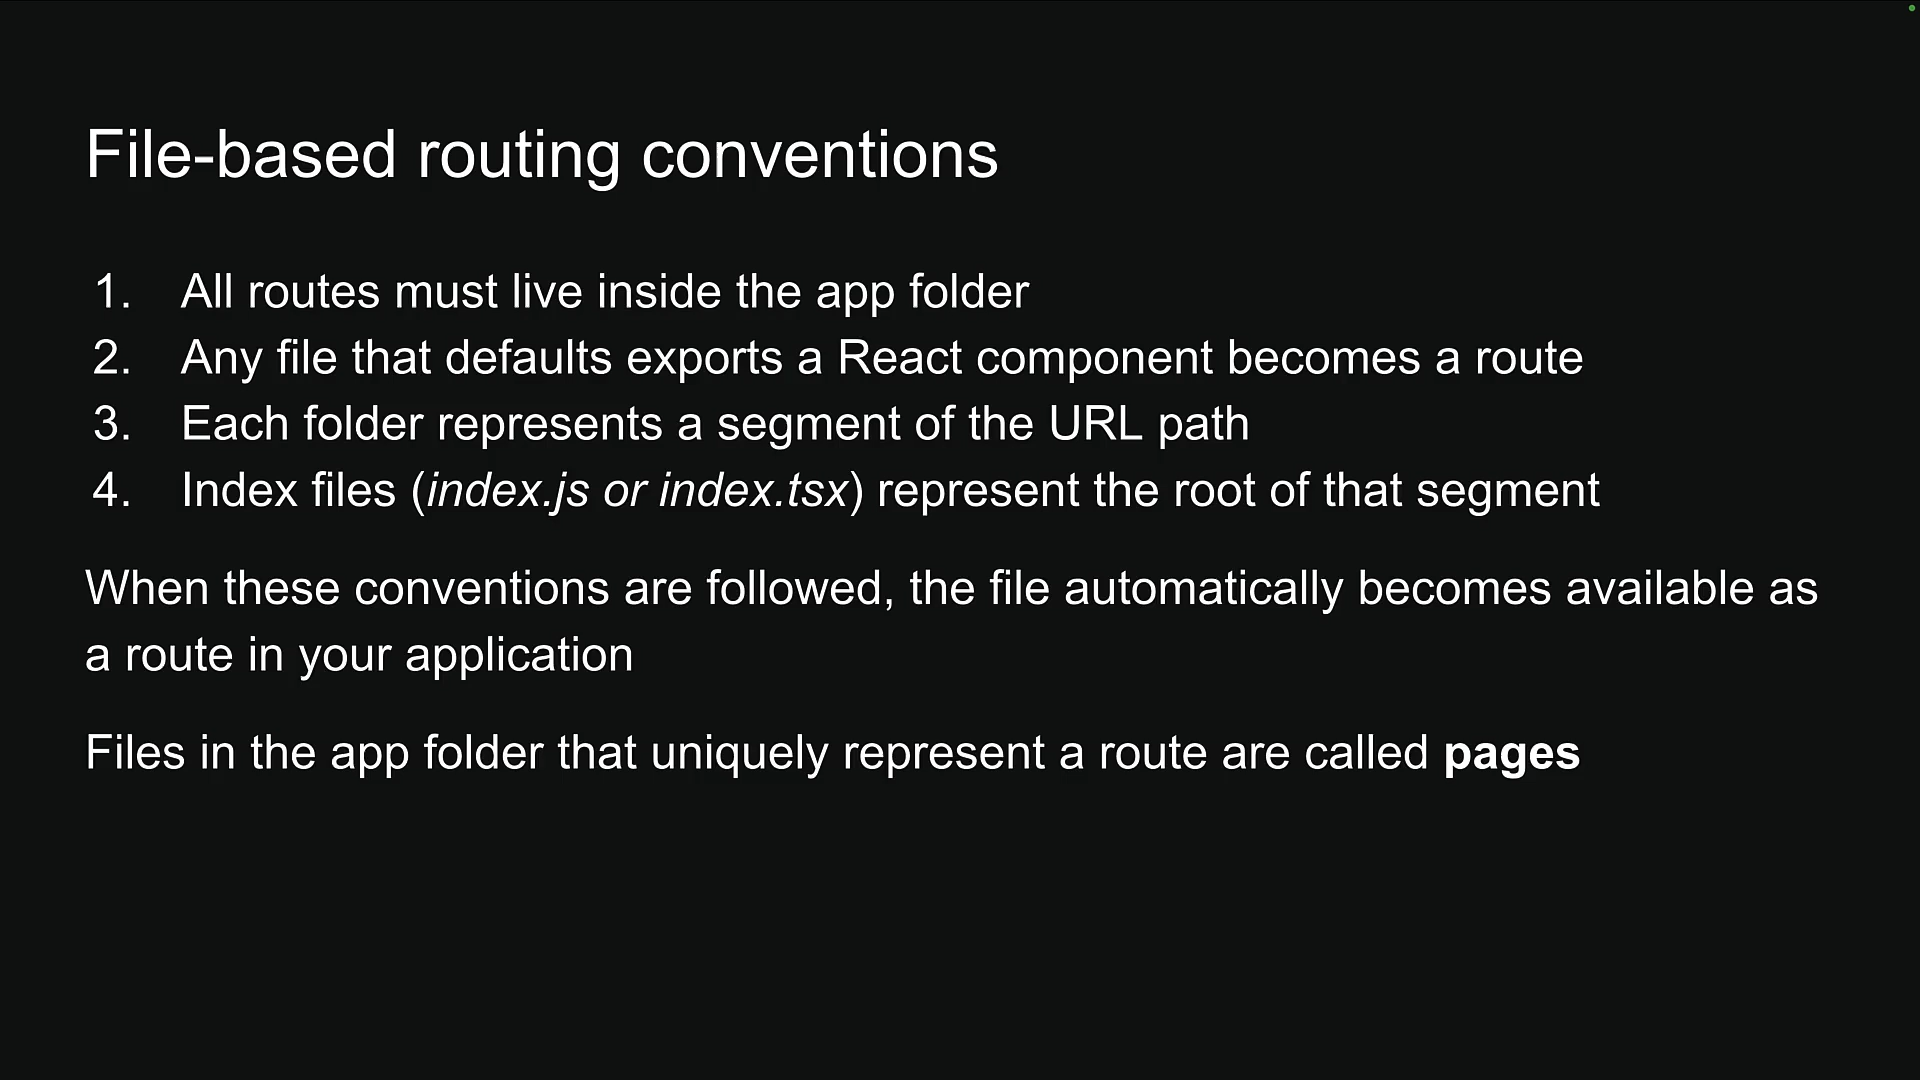 File-based routing conventions
1. All routes must live inside the app folder
2. Any file that defaults exports a React component becomes a route
3. Each folder represents a segment of the URL path
4. Index files (index.js or index.tsx) represent the root of that segment
When these conventions are followed, the file automatically becomes available as
a route in your application
Files in the app folder that uniquely represent a route are called pages